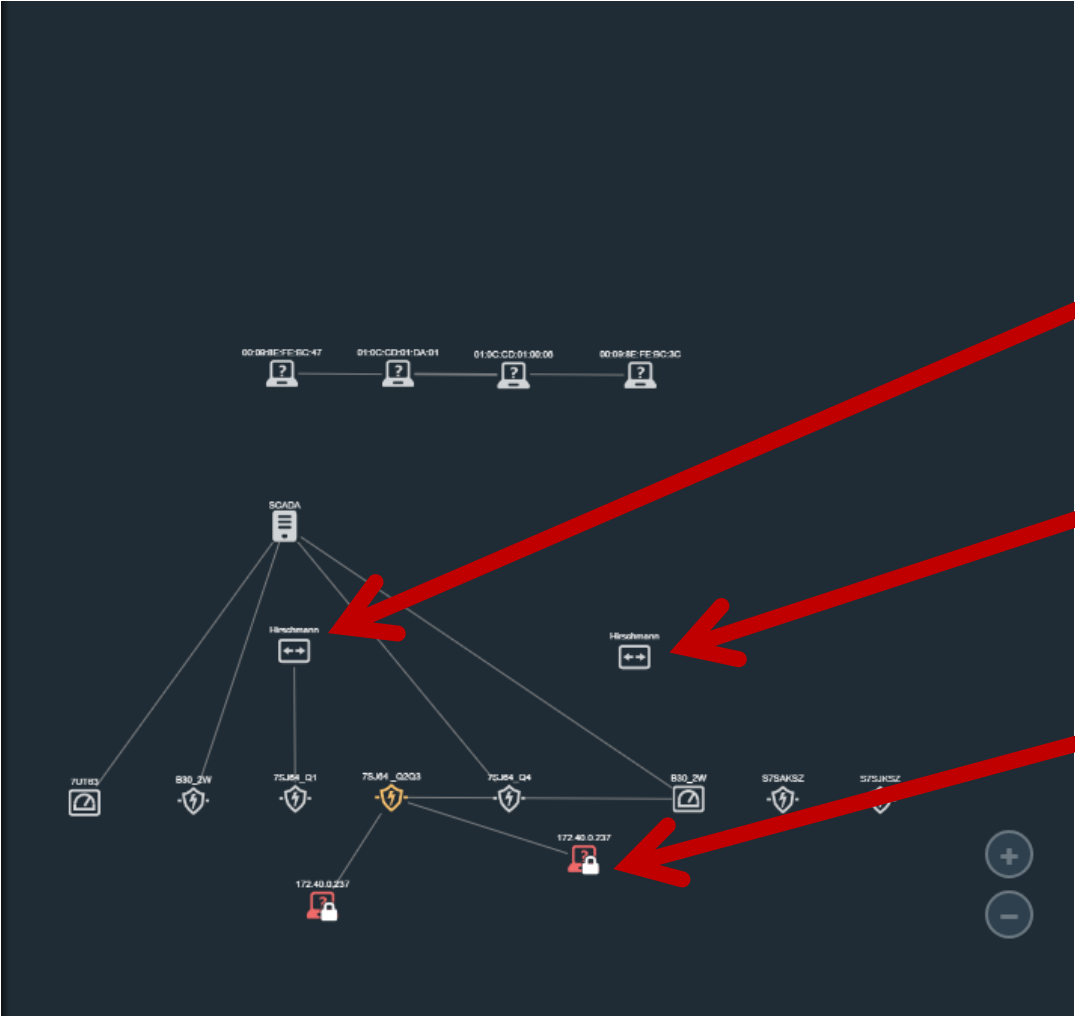 00:09:8E:FE:BC:47
01:0C:CD:01:DA:01
01:0C:CD:01:00:06
00:09:8E:FE:BC:3C
SCADA
Hirschmann
Hirschmann
7UT63
B30_2W
7SJ64_Q1
7SJ64_Q2Q3
7SJ64_Q4
B30_2W
S7SAKSZ
S7SJKSZ
172.40.0.237
172.40.0.237